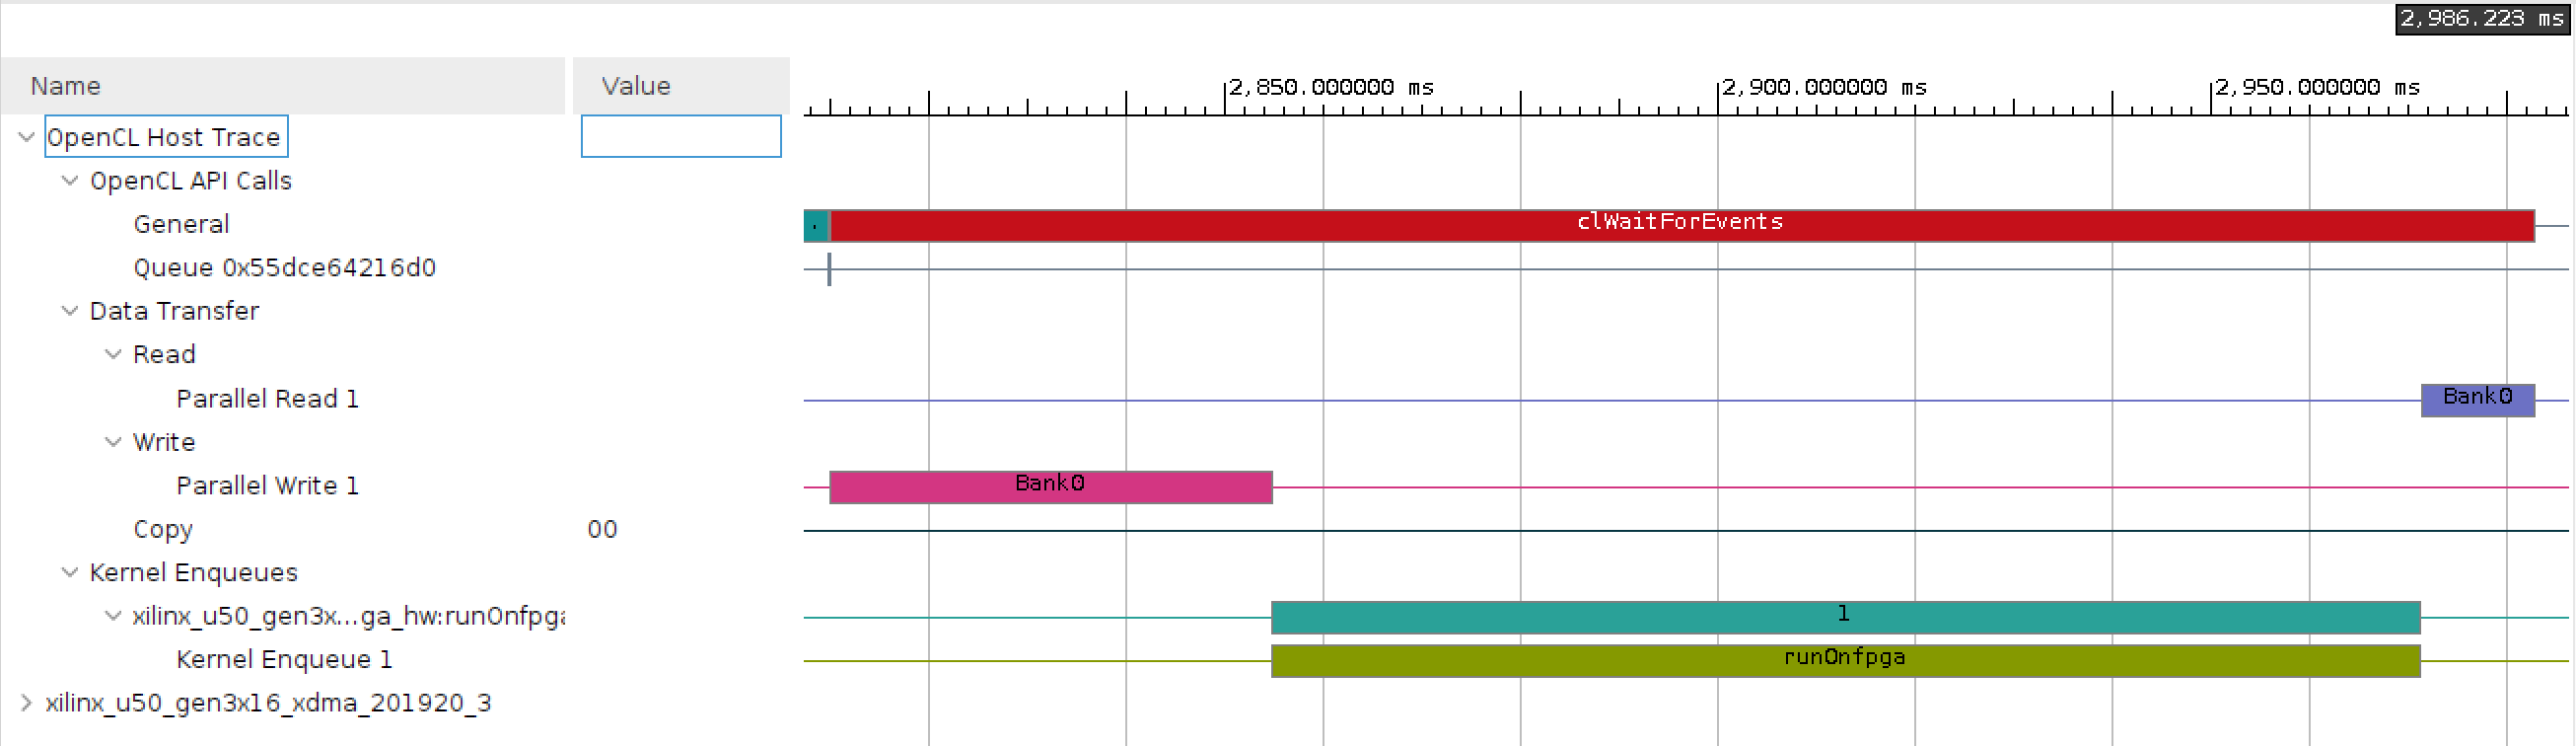 2,986.223 ms
Name Value
2,850.000000 ms 2,900.000000 ms 2,950.000000 ms
OpenCL Host Trace
OpenCL API Calls
General clWaitForEvents
Queue 0x55dce64216d0
Data Transfer
Read
Parallel Read 1 Bank0
Write
Parallel Write 1 Bank0
Copy 00
Kernel Enqueues
xilinx_u50_gen3x...ga_hw:runOnfpga 1
Kernel Enqueue 1 runOnfpga
xilinx_u50_gen3x16_xdma_201920_3